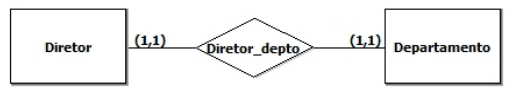 Diretor (1,1) Diretor_depto (1,1) Departamento